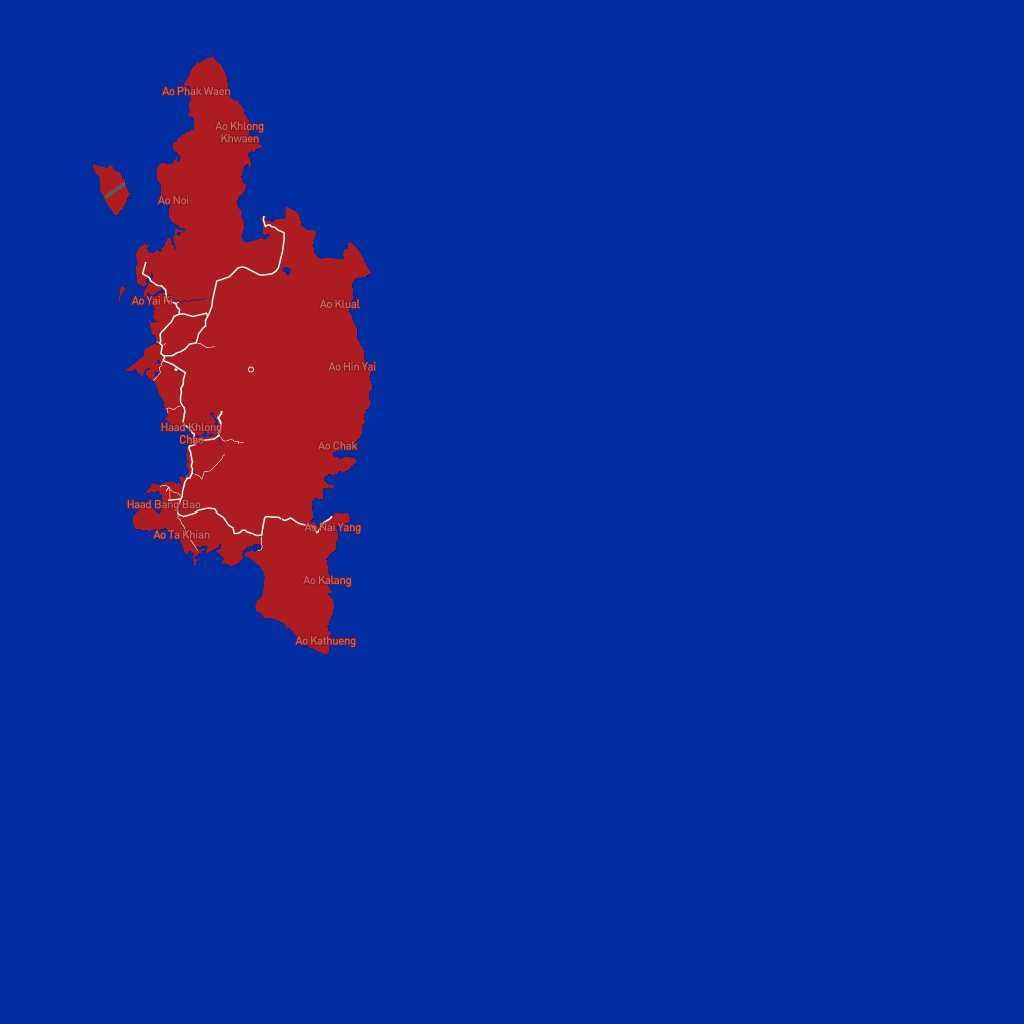 Ao Phak Waen
Ao Khlong
Khwaen
Ao Noi
Ao Yai Ki
Ao Klual
Ao Hin Yai
Haad Khlong
Chao
Ao Chak
Haad Bang Bao
Ao Nai Yang
Ao Ta Khian
Ao Kalang
Ao Kathueng